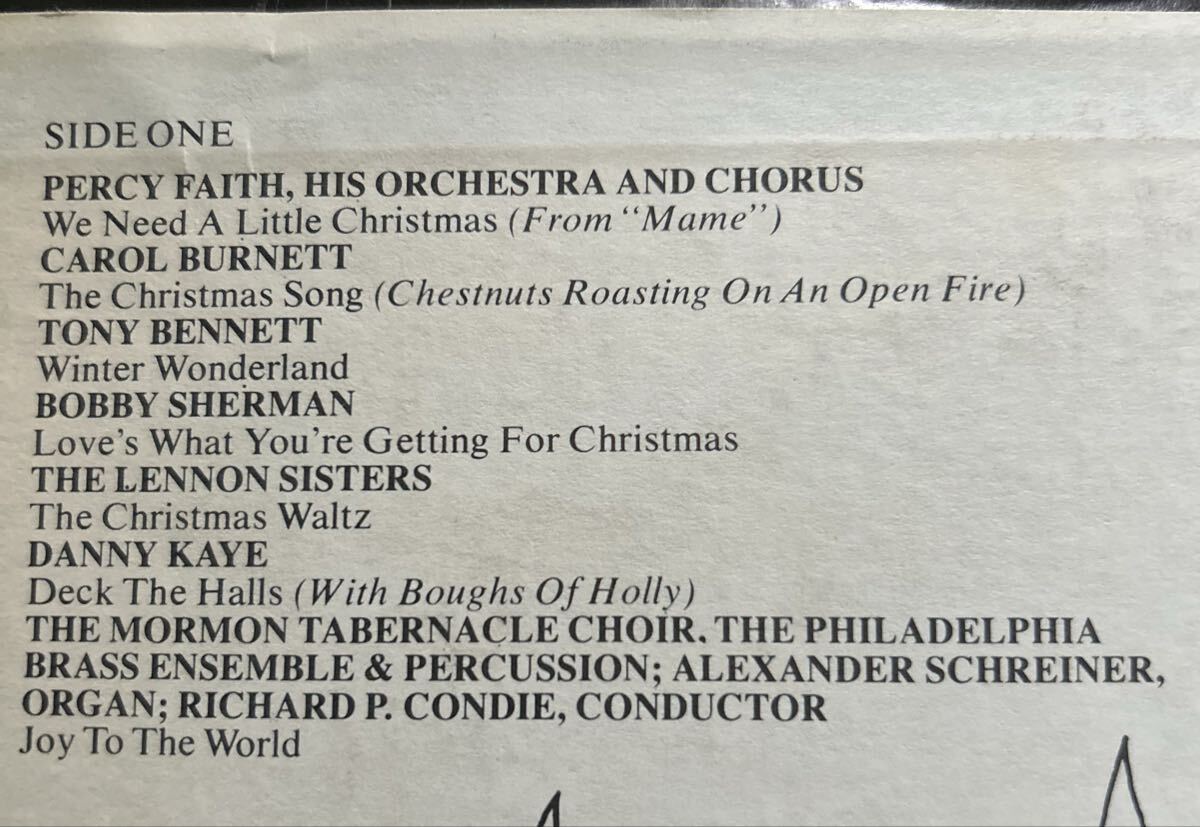 SIDE ONE
PERCY FAITH, HIS ORCHESTRA AND CHORUS
We Need A Little Christmas (From “Mame”)
CAROL BURNETT
The Christmas Song (Chestnuts Roasting On An Open Fire)
TONY BENNETT
Winter Wonderland
BOBBY SHERMAN
Love's What You're Getting For Christmas
THE LENNON SISTERS
The Christmas Waltz
DANNY KAYE
Deck The Halls (With Boughs Of Holly)
THE MORMON TABERNACLE CHOIR. THE PHILADELPHIA
BRASS ENSEMBLE & PERCUSSION; ALEXANDER SCHREINER,
ORGAN; RICHARD P. CONDIE, CONDUCTOR
Joy To The World